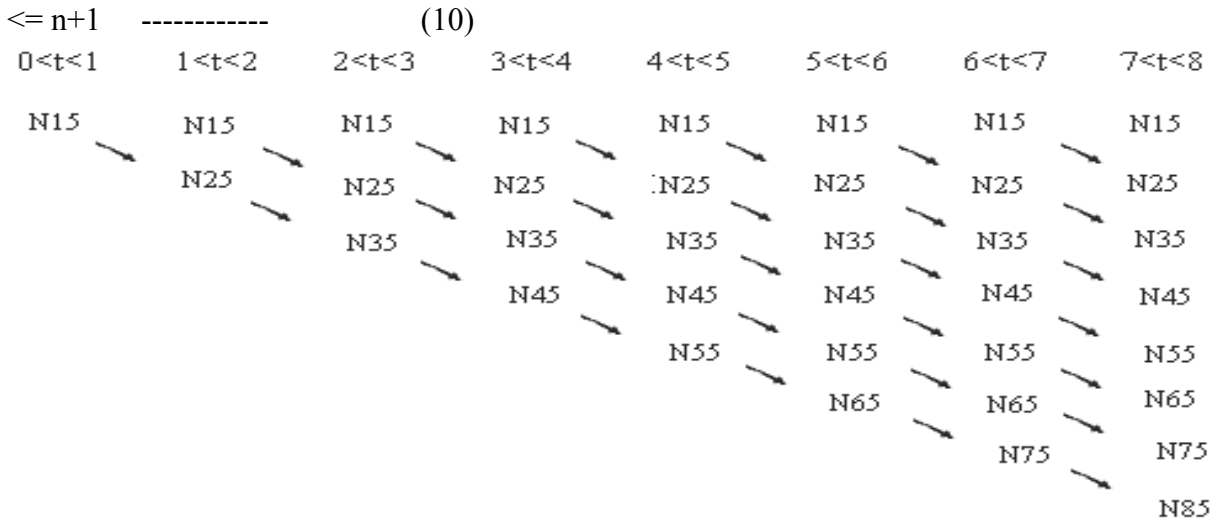 <= n+1 ------------ (10)
0<t<1 1<t<2 2<t<3 3<t<4 4<t<5 5<t<6 6<t<7 7<t<8
N15 N15 N15 N15 N15 N15 N15 N15
N25 N25 N25 N25 N25 N25 N25
N35 N35 N35 N35 N35 N35
N45 N45 N45 N45 N45
N55 N55 N55 N55
N65 N65 N65
N75 N75
N85